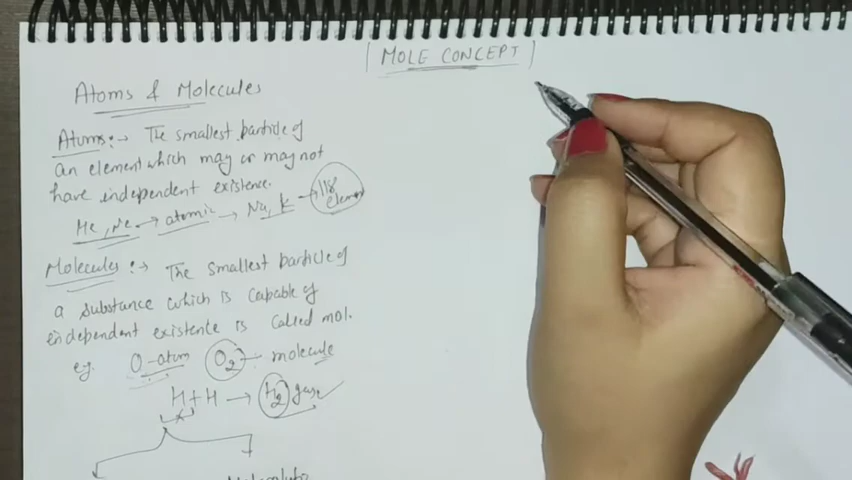 MOLE CONCEPT
Atoms & Molecules
Atoms :→ The smallest particle of
an element which may or may not
have independent existence.
He, Ne → atomic → Na, K → 118
elements
Molecules :→ The smallest particle of
a substance which is capable of
independent existence is called mol.
eg. O-atom O2 molecule
H + H → H2 gas